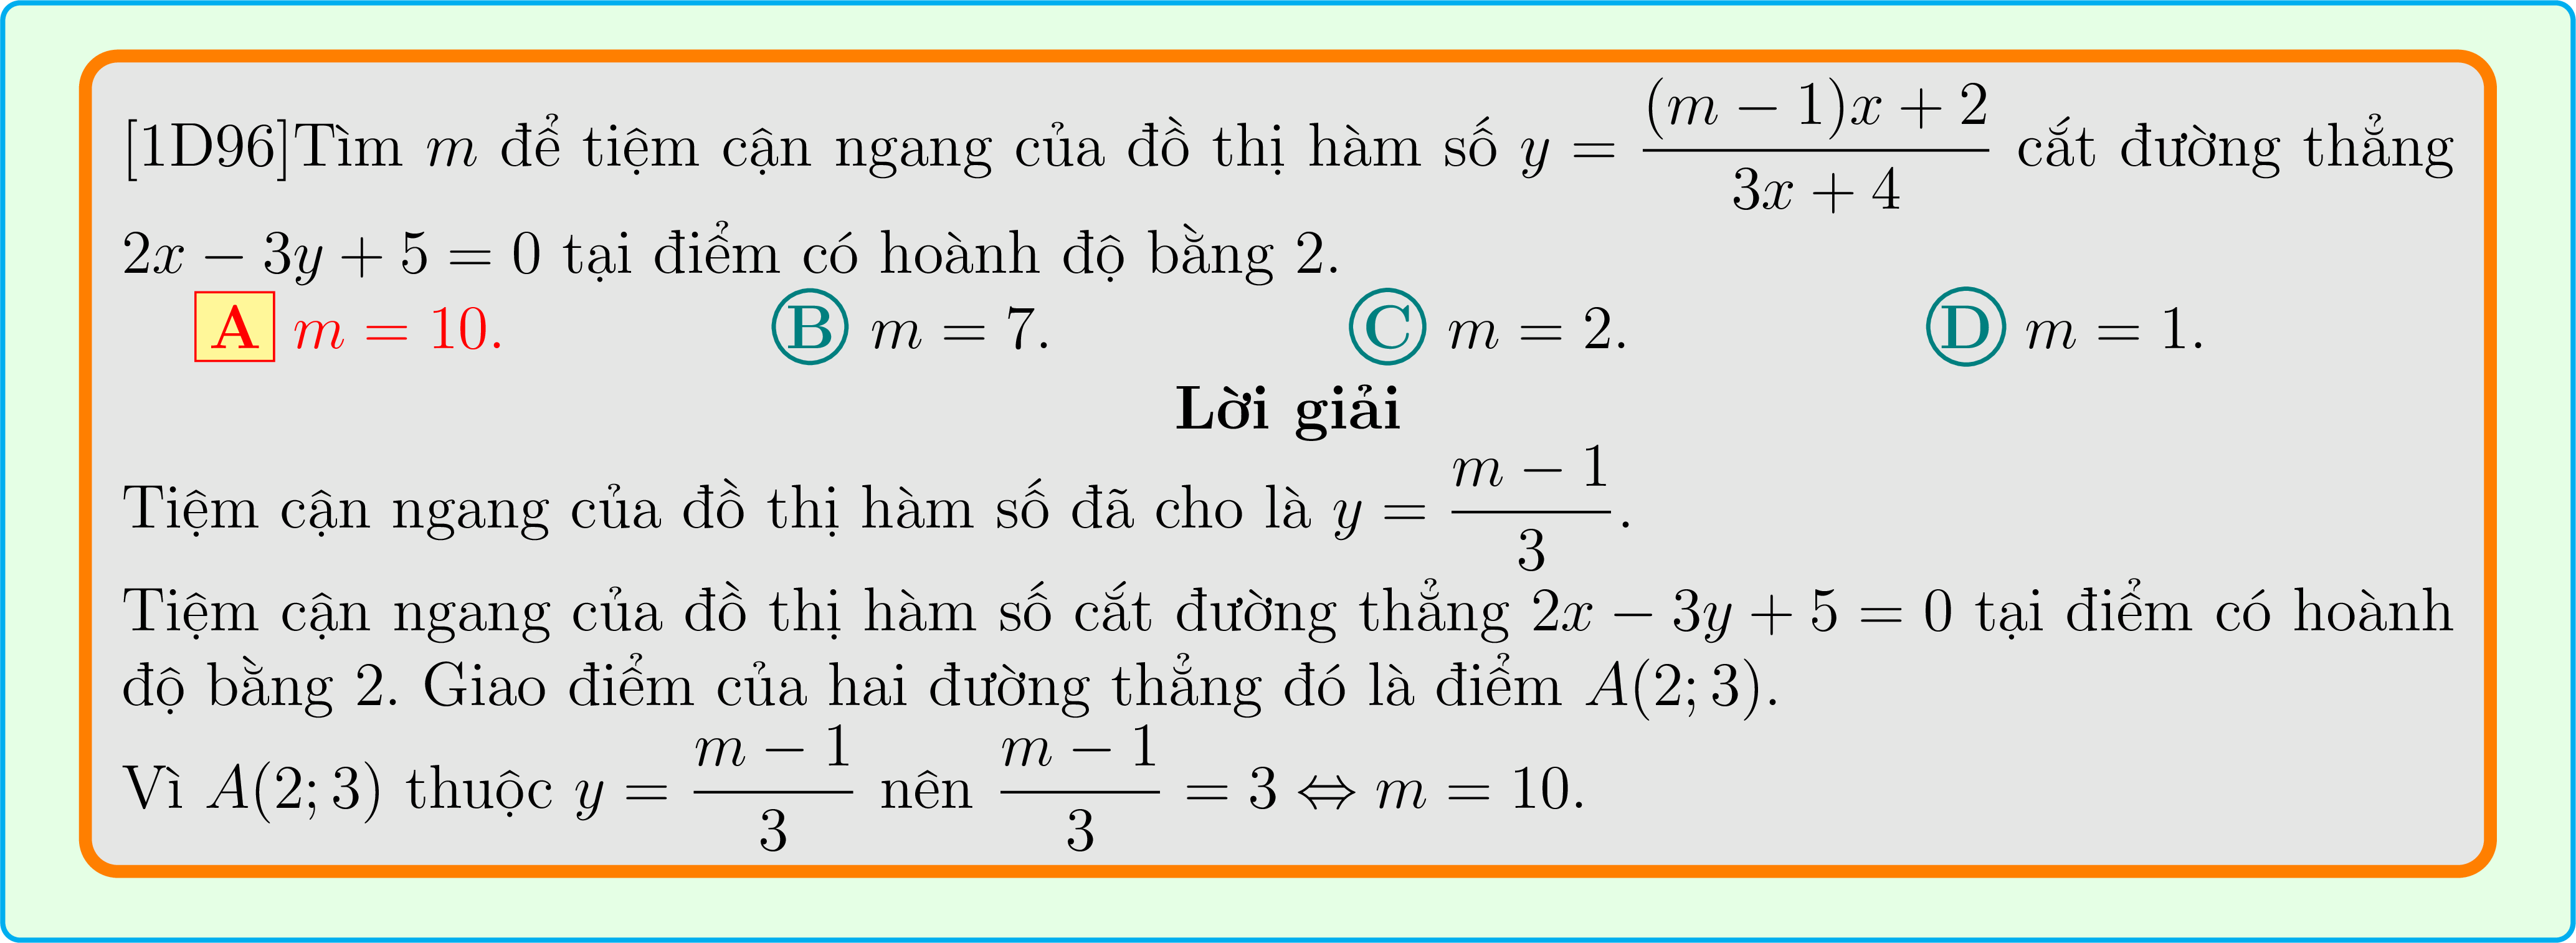 [1D96]Tìm m để tiệm cận ngang của đồ thị hàm số y = \frac{(m − 1)x + 2}{3x + 4} cắt đường thẳng
2x − 3y + 5 = 0 tại điểm có hoành độ bằng 2.
A m = 10. B m = 7. C m = 2. D m = 1.
Lời giải
Tiệm cận ngang của đồ thị hàm số đã cho là y = \frac{m − 1}{3}.
Tiệm cận ngang của đồ thị hàm số cắt đường thẳng 2x − 3y + 5 = 0 tại điểm có hoành
độ bằng 2. Giao điểm của hai đường thẳng đó là điểm A(2; 3).
Vì A(2; 3) thuộc y = \frac{m − 1}{3} nên \frac{m − 1}{3} = 3 ⇔ m = 10.